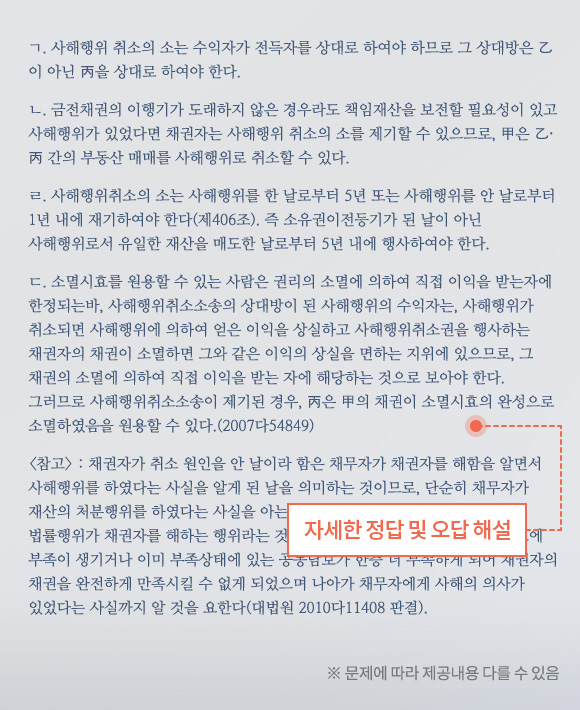 ㄱ. 사해행위 취소의 소는 수익자가 전득자를 상대로 하여야 하므로 그 상대방은 乙
이 아닌 丙을 상대로 하여야 한다.
ㄴ. 금전채권의 이행기가 도래하지 않은 경우라도 책임재산을 보전할 필요성이 있고
사해행위가 있었다면 채권자는 사해행위 취소의 소를 제기할 수 있으므로, 甲은 乙·
丙 간의 부동산 매매를 사해행위로 취소할 수 있다.
ㄹ. 사해행위취소의 소는 사해행위를 한 날로부터 5년 또는 사해행위를 안 날로부터
1년 내에 재기하여야 한다(제406조). 즉 소유권이전등기가 된 날이 아닌
사해행위로서 유일한 재산을 매도한 날로부터 5년 내에 행사하여야 한다.
ㄷ. 소멸시효를 원용할 수 있는 사람은 권리의 소멸에 의하여 직접 이익을 받는자에
한정되는바, 사해행위취소소송의 상대방이 된 사해행위의 수익자는, 사해행위가
취소되면 사해행위에 의하여 얻은 이익을 상실하고 사해행위취소권을 행사하는
채권자의 채권이 소멸하면 그와 같은 이익의 상실을 면하는 지위에 있으므로, 그
채권의 소멸에 의하여 직접 이익을 받는 자에 해당하는 것으로 보아야 한다.
그러므로 사해행위취소소송이 제기된 경우, 丙은 甲의 채권이 소멸시효의 완성으로
소멸하였음을 원용할 수 있다.(2007다54849)
〈참고〉 : 채권자가 취소 원인을 안 날이라 함은 채무자가 채권자를 해함을 알면서
사해행위를 하였다는 사실을 알게 된 날을 의미하는 것이므로, 단순히 채무자가
재산의 처분행위를 하였다는 사실을 아는
법률행위가 채권자를 해하는 행위라는 것
자세한 정답 및 오답 해설
에
부족이 생기거나 이미 부족상태에 있는 공동담보가 한층 더 부족하게 되어 채권자의
채권을 완전하게 만족시킬 수 없게 되었으며 나아가 채무자에게 사해의 의사가
있었다는 사실까지 알 것을 요한다(대법원 2010다11408 판결).
※ 문제에 따라 제공내용 다를 수 있음